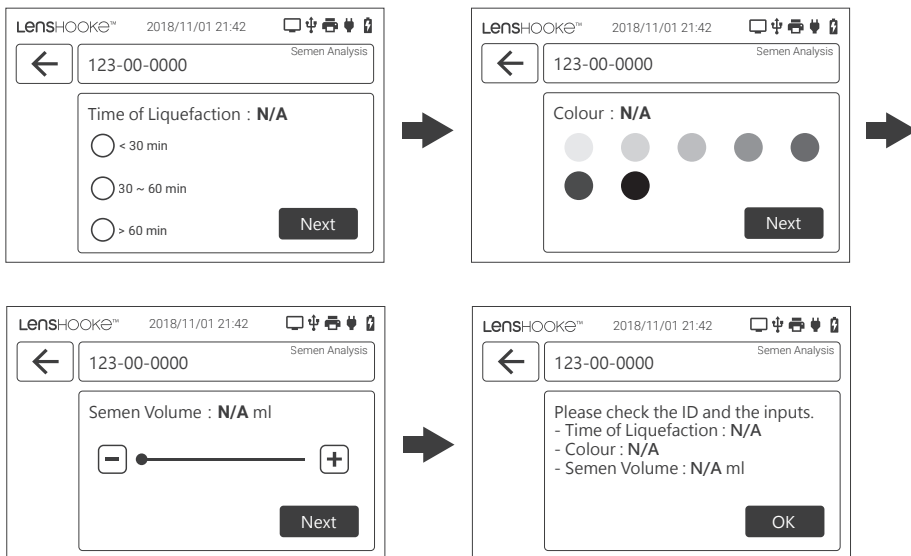 LensHOOKE™ 2018/11/01 21:42
Semen Analysis
123-00-0000
Time of Liquefaction : N/A
< 30 min
30 ~ 60 min
> 60 min
Next
LensHOOKE™ 2018/11/01 21:42
Semen Analysis
123-00-0000
Colour : N/A
Next
LensHOOKE™ 2018/11/01 21:42
Semen Analysis
123-00-0000
Semen Volume : N/A ml
Next
LensHOOKE™ 2018/11/01 21:42
Semen Analysis
123-00-0000
Please check the ID and the inputs.
- Time of Liquefaction : N/A
- Colour : N/A
- Semen Volume : N/A ml
OK